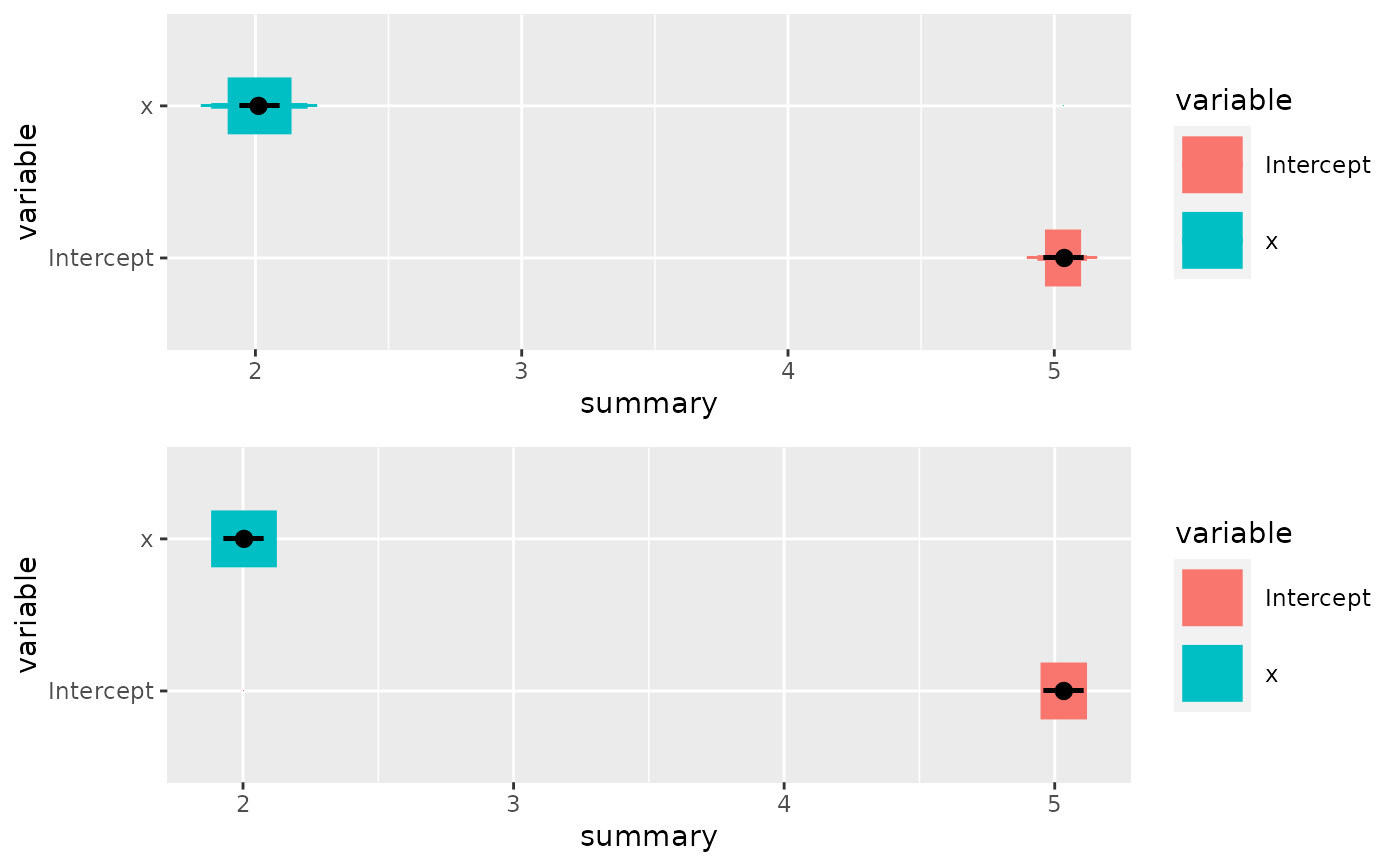 variable
x
Intercept
2 3 4 5
summary
variable
Intercept
x
variable
x
Intercept
2 3 4 5
summary
variable
Intercept
x